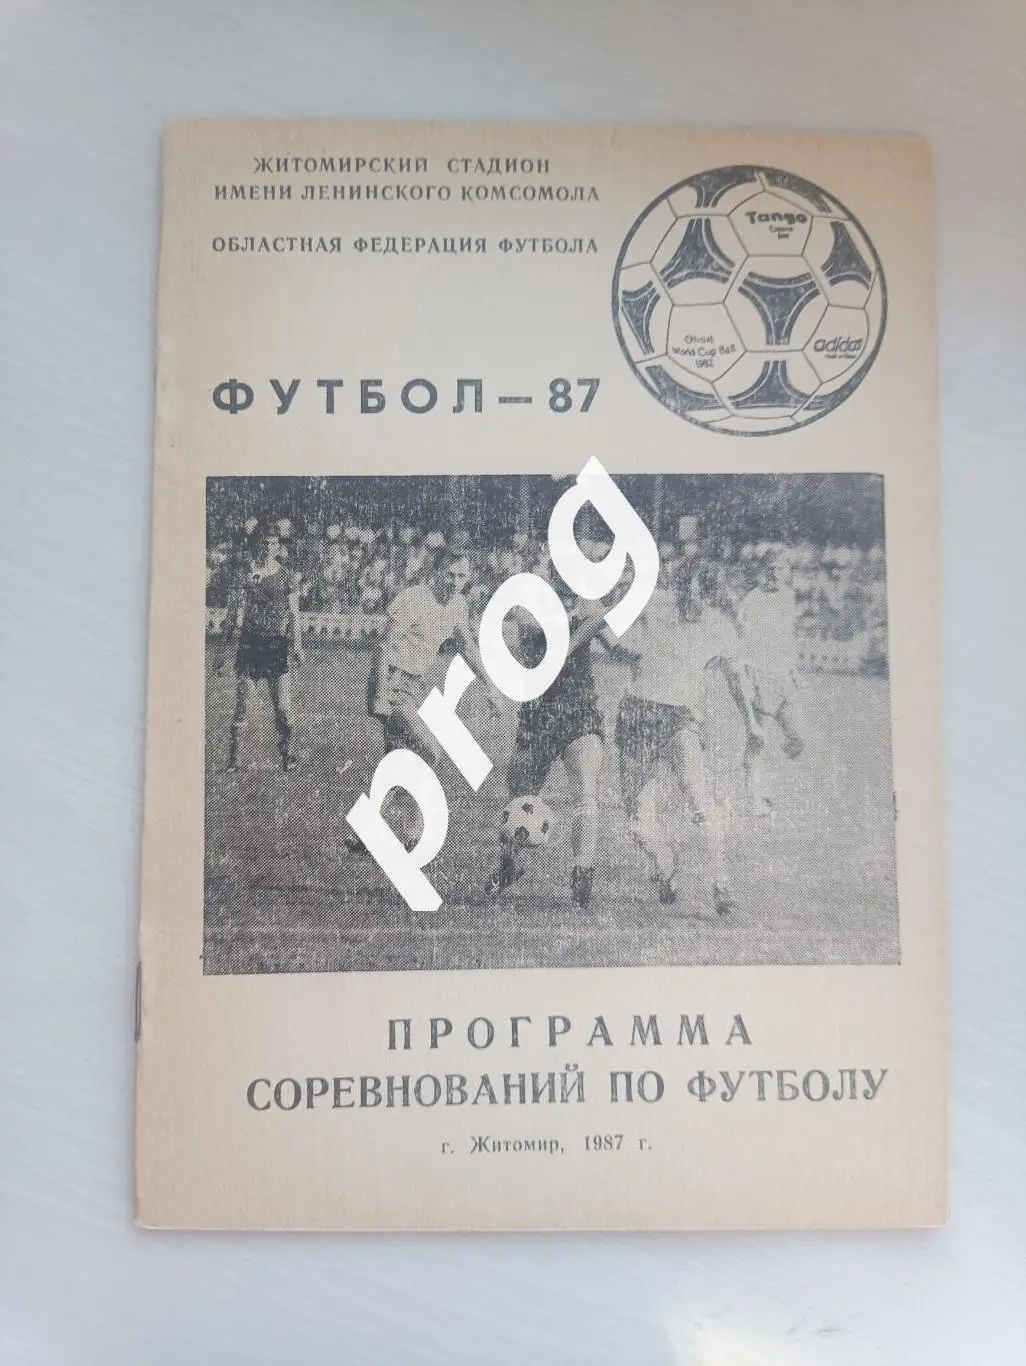 ЖИТОМИРСКИЙ СТАДИОН
ИМЕНИ ЛЕНИНСКОГО КОМСОМОЛА
ОБЛАСТНАЯ ФЕДЕРАЦИЯ ФУТБОЛА
Tango
Official
World Cup Ball
1982
adidas
ФУТБОЛ — 87
prog
ПРОГРАММА
СОРЕВНОВАНИЙ ПО ФУТБОЛУ
г. Житомир, 1987 г.